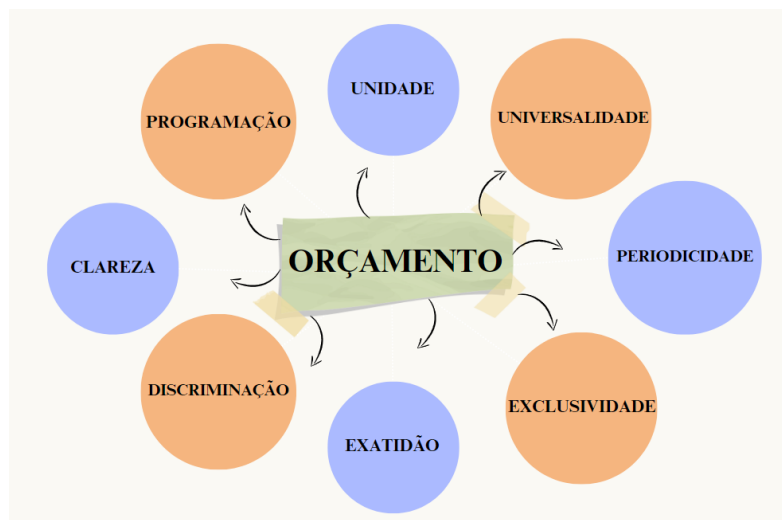 UNIDADE
PROGRAMAÇÃO
UNIVERSALIDADE
CLAREZA
ORÇAMENTO
PERIODICIDADE
DISCRIMINAÇÃO
EXCLUSIVIDADE
EXATIDÃO